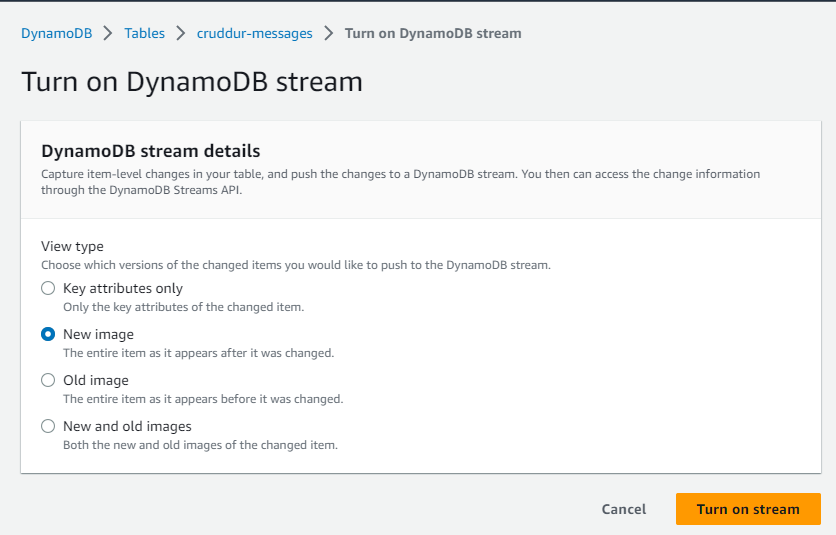 DynamoDB > Tables > cruddur-messages > Turn on DynamoDB stream
Turn on DynamoDB stream
DynamoDB stream details
Capture item-level changes in your table, and push the changes to a DynamoDB stream. You then can access the change information
through the DynamoDB Streams API.
View type
Choose which versions of the changed items you would like to push to the DynamoDB stream.
Key attributes only
Only the key attributes of the changed item.
New image
The entire item as it appears after it was changed.
Old image
The entire item as it appears before it was changed.
New and old images
Both the new and old images of the changed item.
Cancel Turn on stream